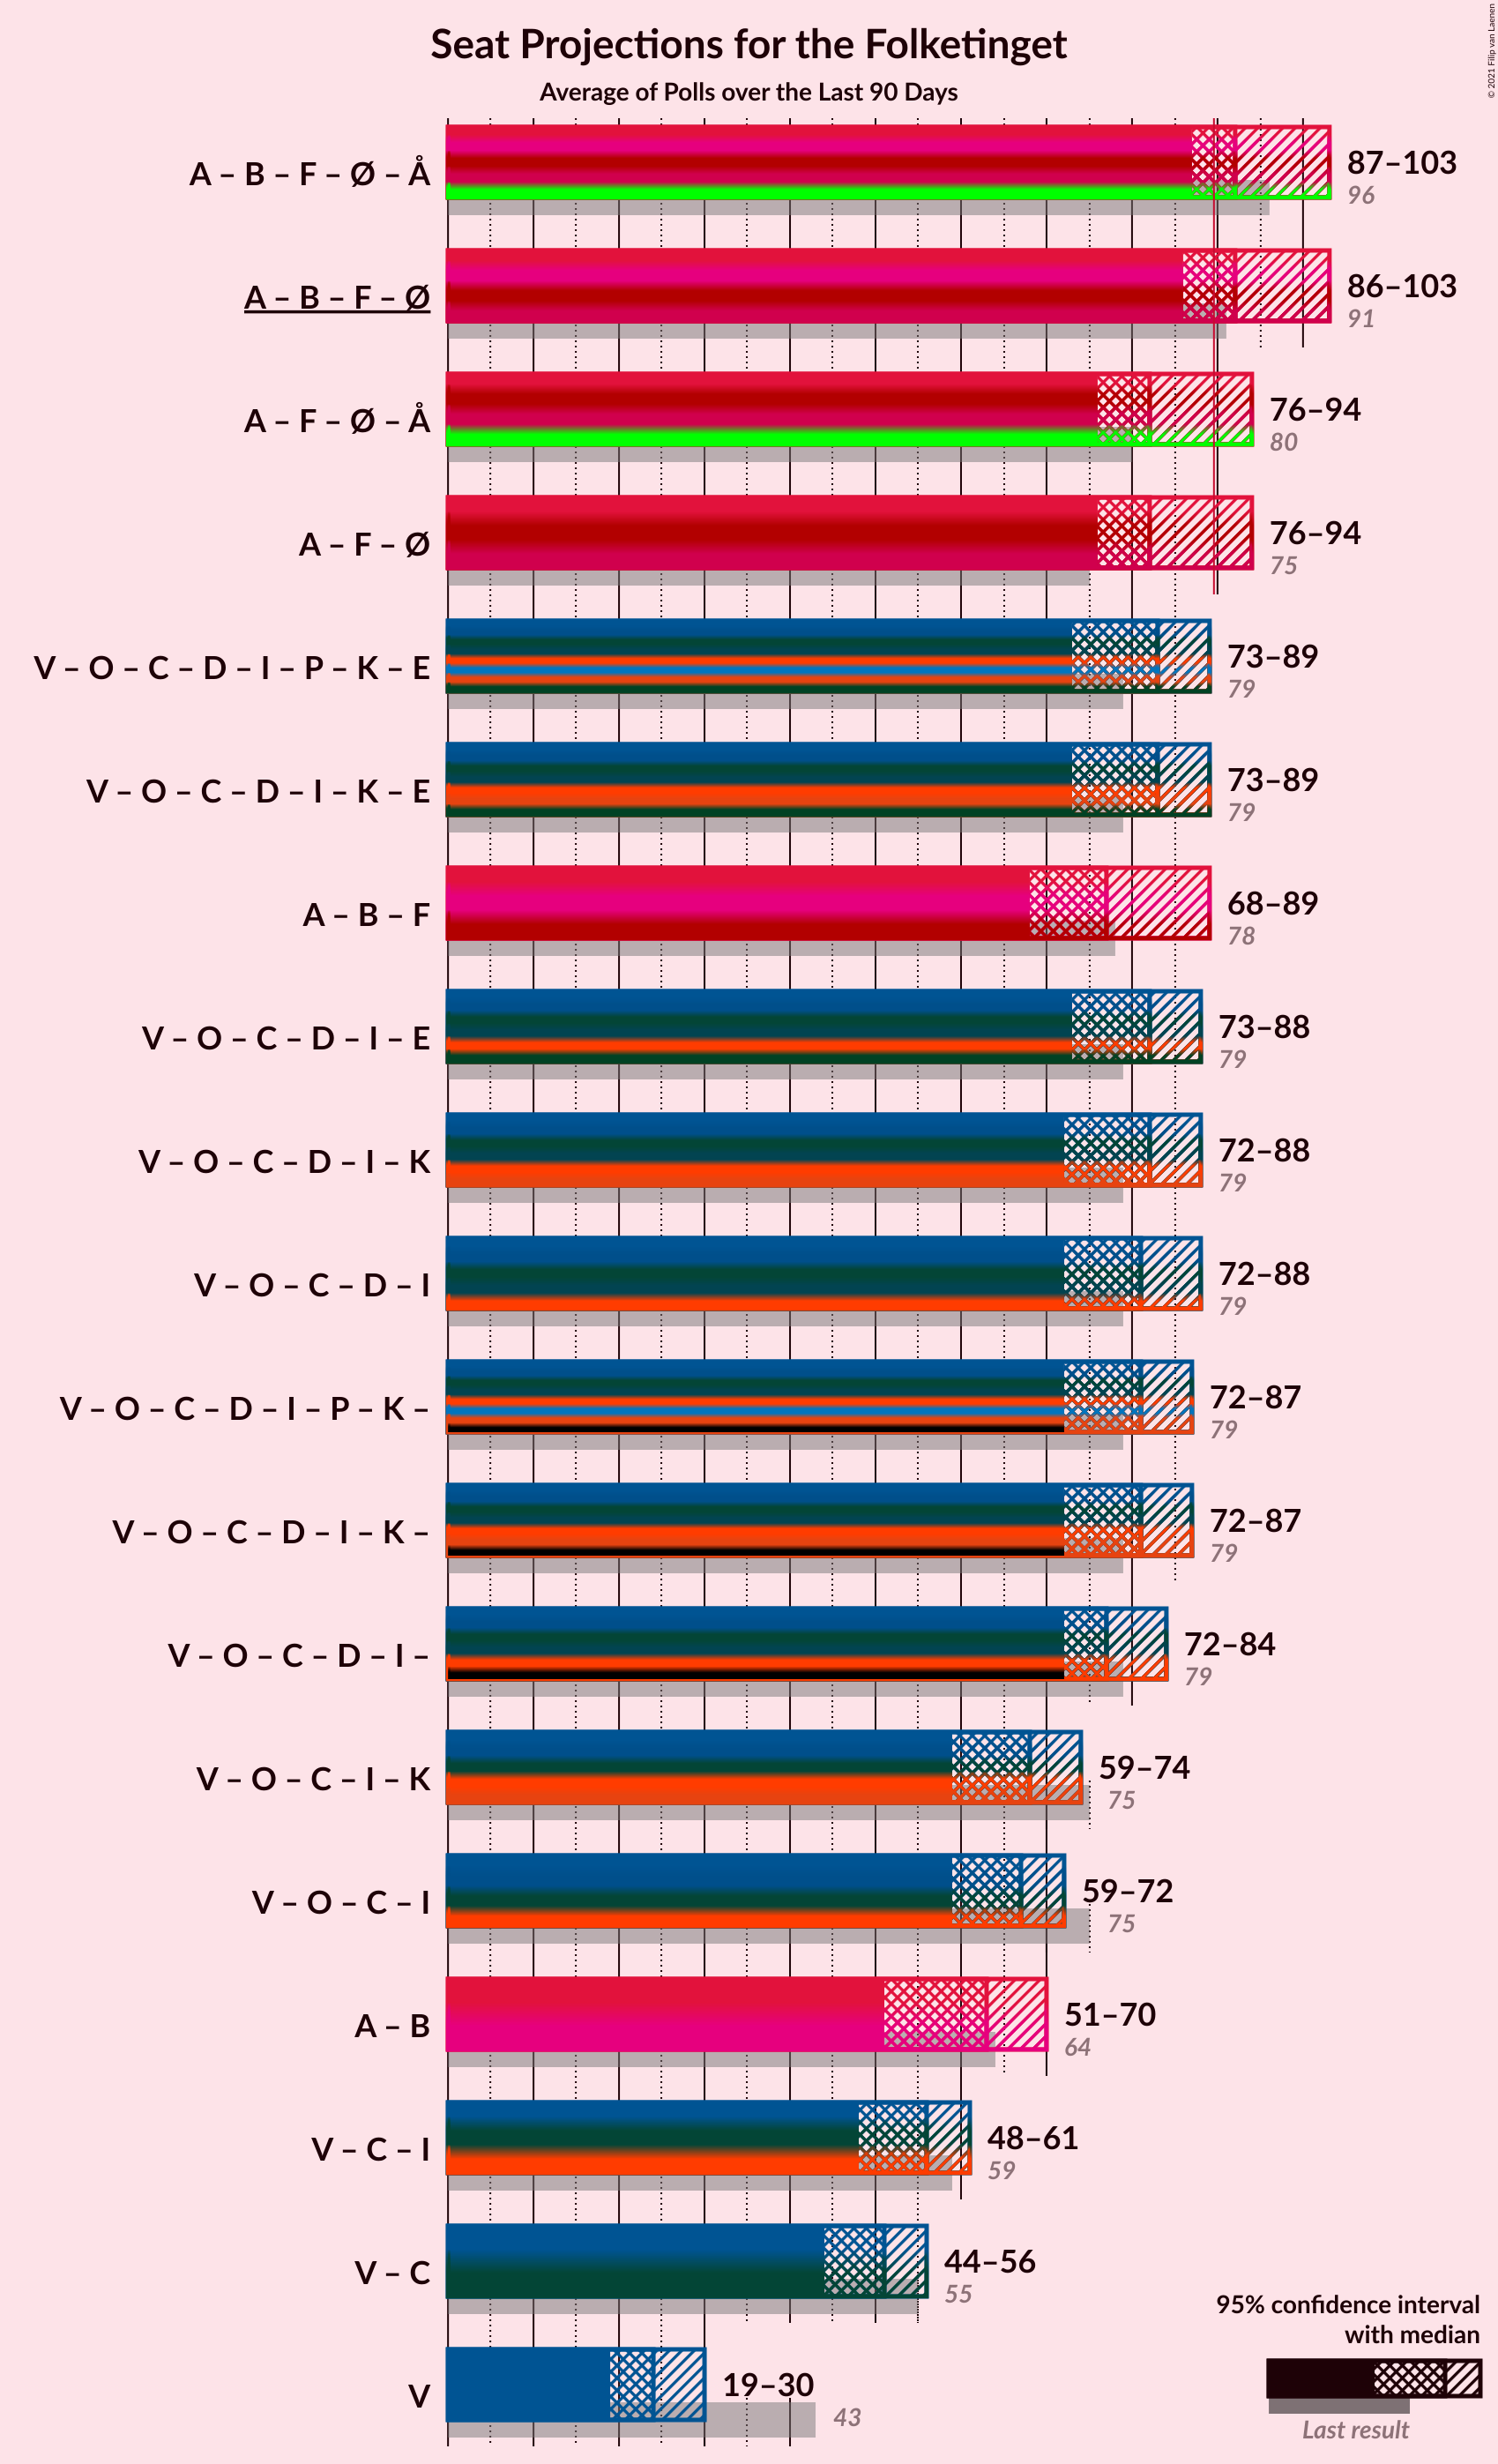 Seat Projections for the Folketinget
Average of Polls over the Last 90 Days
© 2021 Filip van Laenen
A – B – F – Ø – Å
87–103
96
A – B – F – Ø
86–103
91
A – F – Ø – Å
76–94
80
A – F – Ø
76–94
75
V – O – C – D – I – P – K – E
73–89
79
V – O – C – D – I – K – E
73–89
79
A – B – F
68–89
78
V – O – C – D – I – E
73–88
79
V – O – C – D – I – K
72–88
79
V – O – C – D – I
72–88
79
V – O – C – D – I – P – K –
72–87
79
V – O – C – D – I – K –
72–87
79
V – O – C – D – I –
72–84
79
V – O – C – I – K
59–74
75
V – O – C – I
59–72
75
A – B
51–70
64
V – C – I
48–61
59
V – C
44–56
55
V
19–30
43
95% confidence interval
with median
Last result